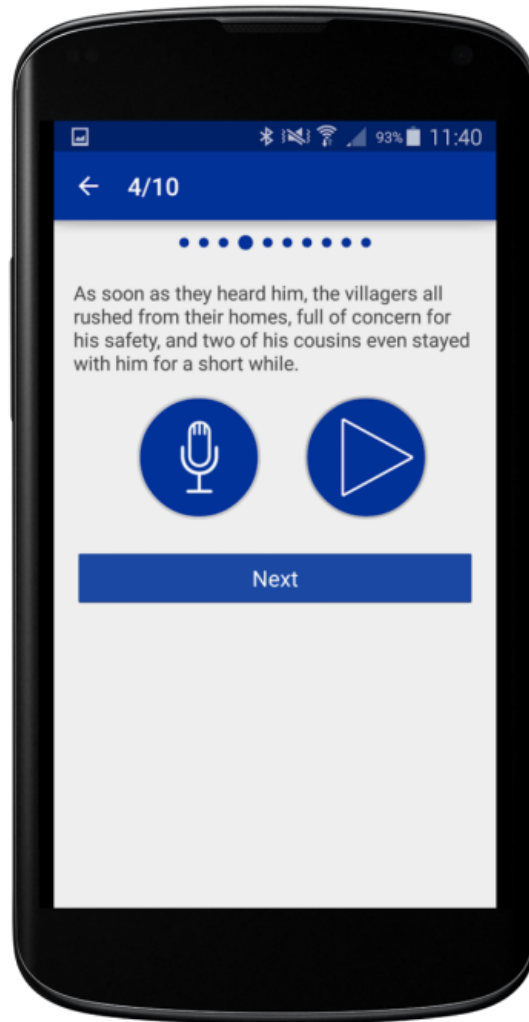 93% 11:40
4/10
As soon as they heard him, the villagers all
rushed from their homes, full of concern for
his safety, and two of his cousins even stayed
with him for a short while.
Next